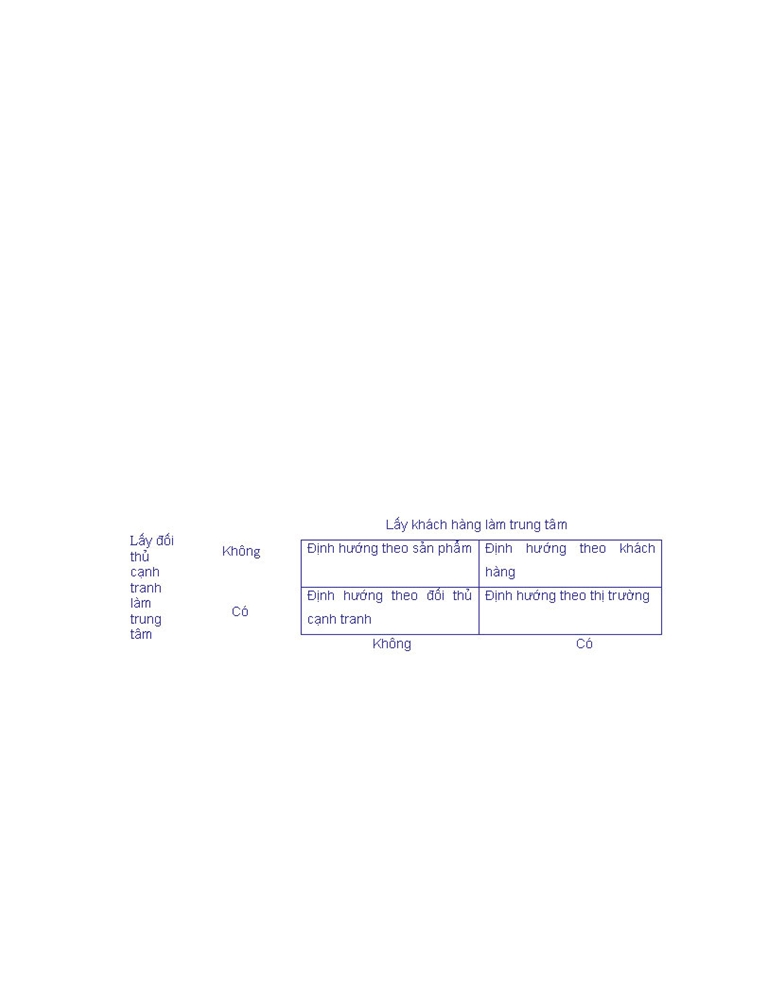 Lấy khách hàng làm trung tâm
Lấy đối
thủ
cạnh
tranh
làm
trung
tâm
Không
Định hướng theo sản phẩm
Định hướng theo khách
hàng
Có
Định hướng theo đối thủ
cạnh tranh
Định hướng theo thị trường
Không
Có